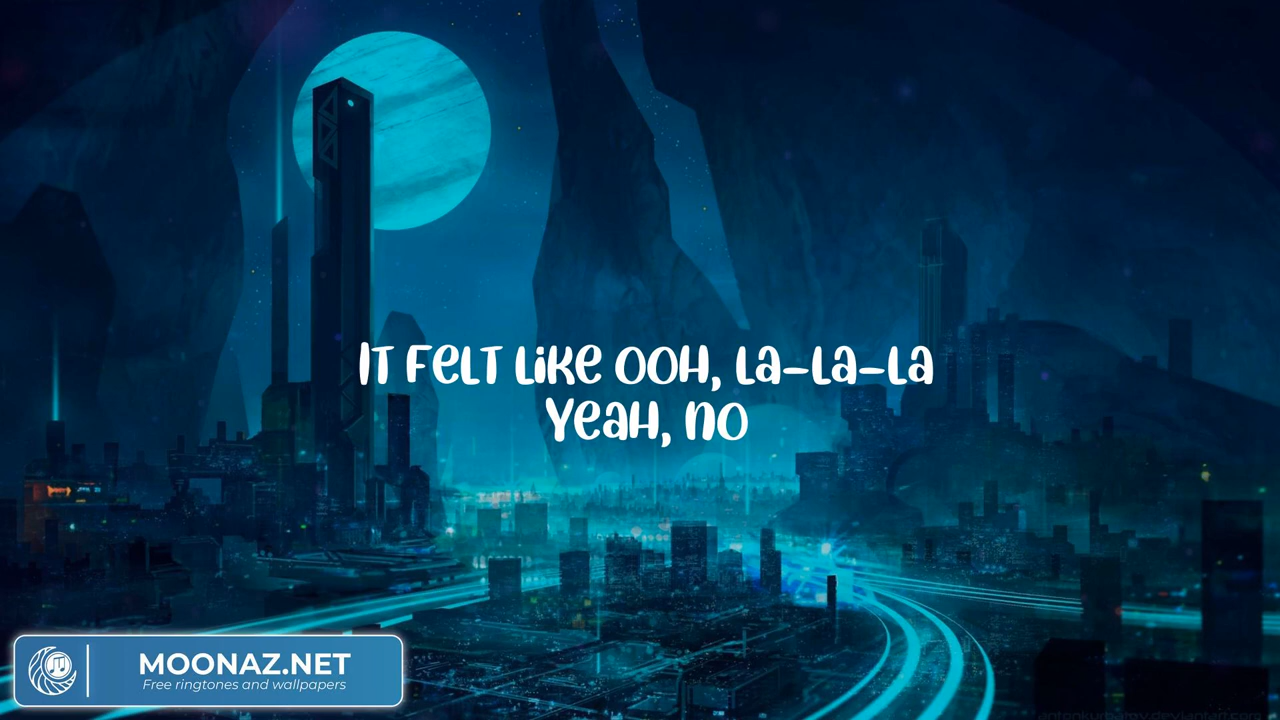 IT FeLT LiKe OOH, La-La-La
Yeah, no
MOONAZ.NET
Free ringtones and wallpapers